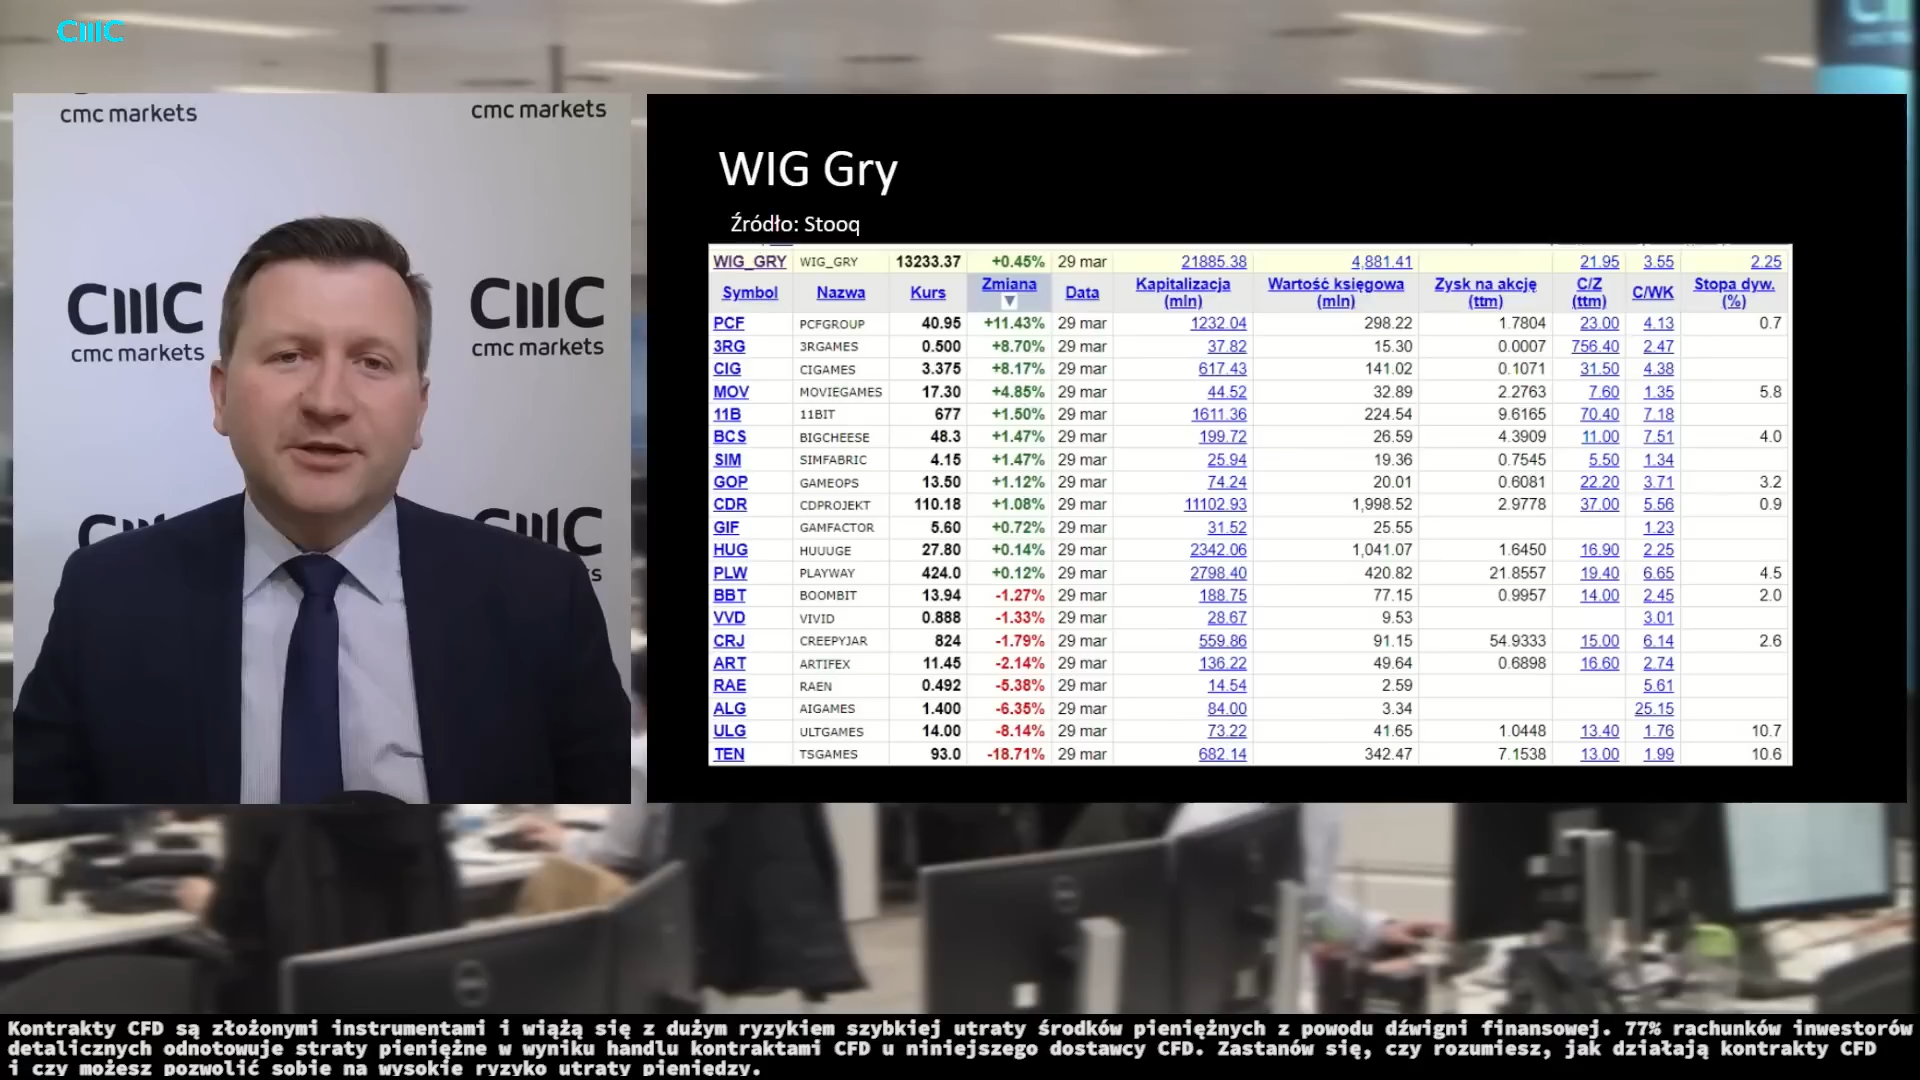 CMC
cmc markets
cmc markets
CMC
cmc markets
CMC
cmc markets
CMC
WIG Gry
Źródło: Stooq
WIG_GRY WIG_GRY 13233.37 +0.45% 29 mar 21885.38 4,881.41 21.95 3.55 2.25
Symbol Nazwa Kurs Zmiana Data Kapitalizacja (mln) Wartość księgowa (mln) Zysk na akcję (ttm) C/Z (ttm) C/WK Stopa dyw. (%)
PCF PCFGROUP 40.95 +11.43% 29 mar 1232.04 298.22 1.7804 23.00 4.13 0.7
3RG 3RGAMES 0.500 +8.70% 29 mar 37.82 15.30 0.0007 756.40 2.47
CIG CIGAMES 3.375 +8.17% 29 mar 617.43 141.02 0.1071 31.50 4.38
MOV MOVIEGAMES 17.30 +4.85% 29 mar 44.52 32.89 2.2763 7.60 1.35 5.8
11B 11BIT 677 +1.50% 29 mar 1611.36 224.54 9.6165 70.40 7.18
BCS BIGCHEESE 48.3 +1.47% 29 mar 199.72 26.59 4.3909 11.00 7.51 4.0
SIM SIMFABRIC 4.15 +1.47% 29 mar 25.94 19.36 0.7545 5.50 1.34
GOP GAMEOPS 13.50 +1.12% 29 mar 74.24 20.01 0.6081 22.20 3.71 3.2
CDR CDPROJEKT 110.18 +1.08% 29 mar 11102.93 1,998.52 2.9778 37.00 5.56 0.9
GIF GAMFACTOR 5.60 +0.72% 29 mar 31.52 25.55 1.23
HUG HUUUGE 27.80 +0.14% 29 mar 2342.06 1,041.07 1.6450 16.90 2.25
PLW PLAYWAY 424.0 +0.12% 29 mar 2798.40 420.82 21.8557 19.40 6.65 4.5
BBT BOOMBIT 13.94 -1.27% 29 mar 188.75 77.15 0.9957 14.00 2.45 2.0
VVD VIVID 0.888 -1.33% 29 mar 28.67 9.53 3.01
CRJ CREEPYJAR 824 -1.79% 29 mar 559.86 91.15 54.9333 15.00 6.14 2.6
ART ARTIFEX 11.45 -2.14% 29 mar 136.22 49.64 0.6898 16.60 2.74
RAE RAEN 0.492 -5.38% 29 mar 14.54 2.59 5.61
ALG AIGAMES 1.400 -6.35% 29 mar 84.00 3.34 25.15
ULG ULTGAMES 14.00 -8.14% 29 mar 73.22 41.65 1.0448 13.40 1.76 10.7
TEN TSGAMES 93.0 -18.71% 29 mar 682.14 342.47 7.1538 13.00 1.99 10.6
Kontrakty CFD są złożonymi instrumentami i wiążą się z dużym ryzykiem szybkiej utraty środków pieniężnych z powodu dźwigni finansowej. 77% rachunków inwestorów
detalicznych odnotowuje straty pieniężne w wyniku handlu kontraktami CFD u niniejszego dostawcy CFD. Zastanów się, czy rozumiesz, jak działają kontrakty CFD
i czy możesz pozwolić sobie na wysokie ryzyko utraty pieniędzy.